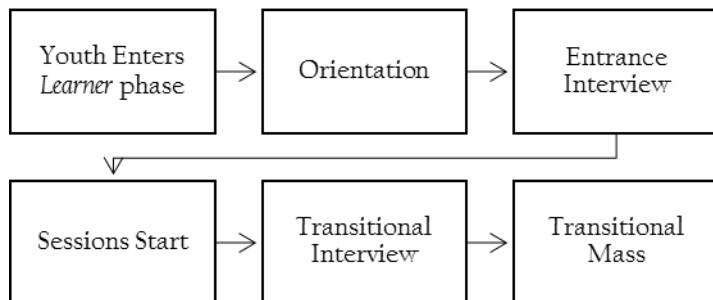 Youth Enters
Learner phase
Orientation
Entrance
Interview
Sessions Start
Transitional
Interview
Transitional
Mass